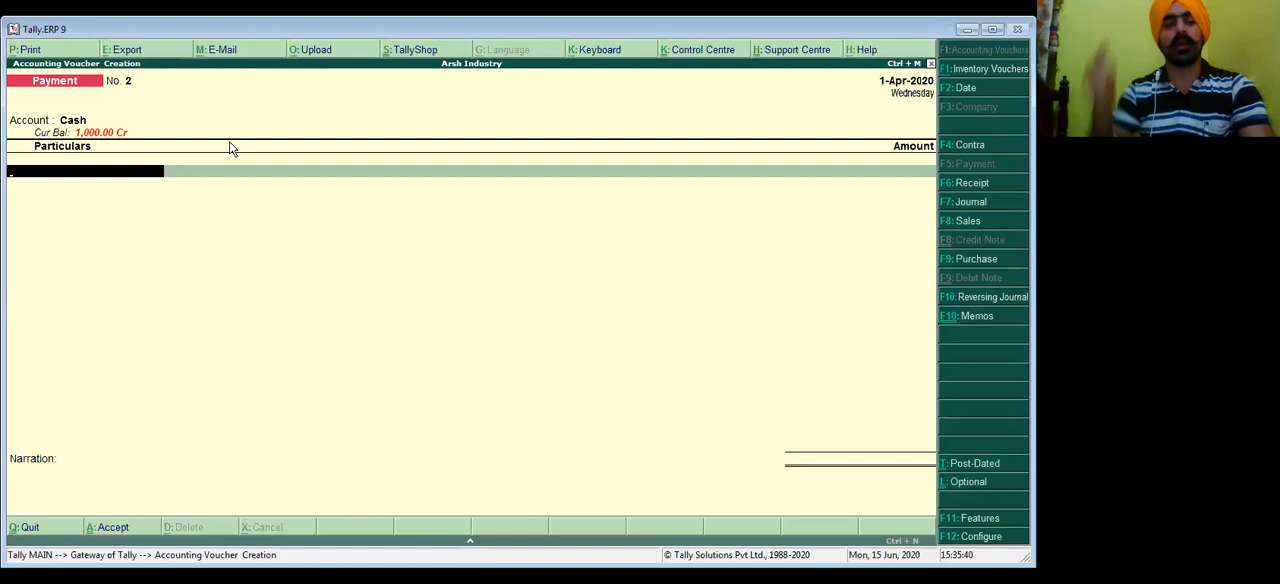 Tally.ERP 9
P: Print
E: Export
M: E-Mail
O: Upload
S: TallyShop
G: Language
K: Keyboard
K: Control Centre
H: Support Centre
H: Help
F1: Accounting Vouchers
Accounting Voucher Creation
Arsh Industry
Ctrl + M
F1: Inventory Vouchers
Payment No. 2
1-Apr-2020
Wednesday
F2: Date
F3: Company
Account : Cash
Cur Bal: 1,000.00 Cr
Particulars
Amount
F4: Contra
F5: Payment
F6: Receipt
F7: Journal
F8: Sales
F8: Credit Note
F9: Purchase
F9: Debit Note
F10: Reversing Journal
F10: Memos
Narration:
T: Post-Dated
L: Optional
F11: Features
F12: Configure
Q: Quit
A: Accept
D: Delete
X: Cancel
Ctrl + N
Tally MAIN --> Gateway of Tally --> Accounting Voucher Creation
© Tally Solutions Pvt Ltd., 1988-2020
Mon, 15 Jun, 2020
15:35:40